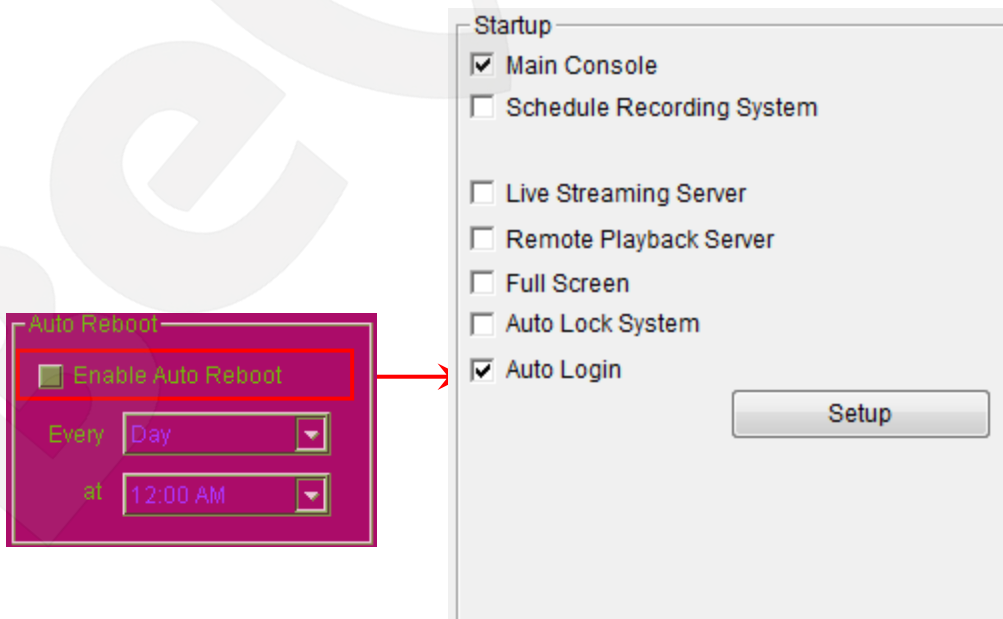 Startup
Main Console
Schedule Recording System
Live Streaming Server
Remote Playback Server
Full Screen
Auto Lock System
Auto Login
Setup
Auto Reboot
Enable Auto Reboot
Every Day
at 12:00 AM